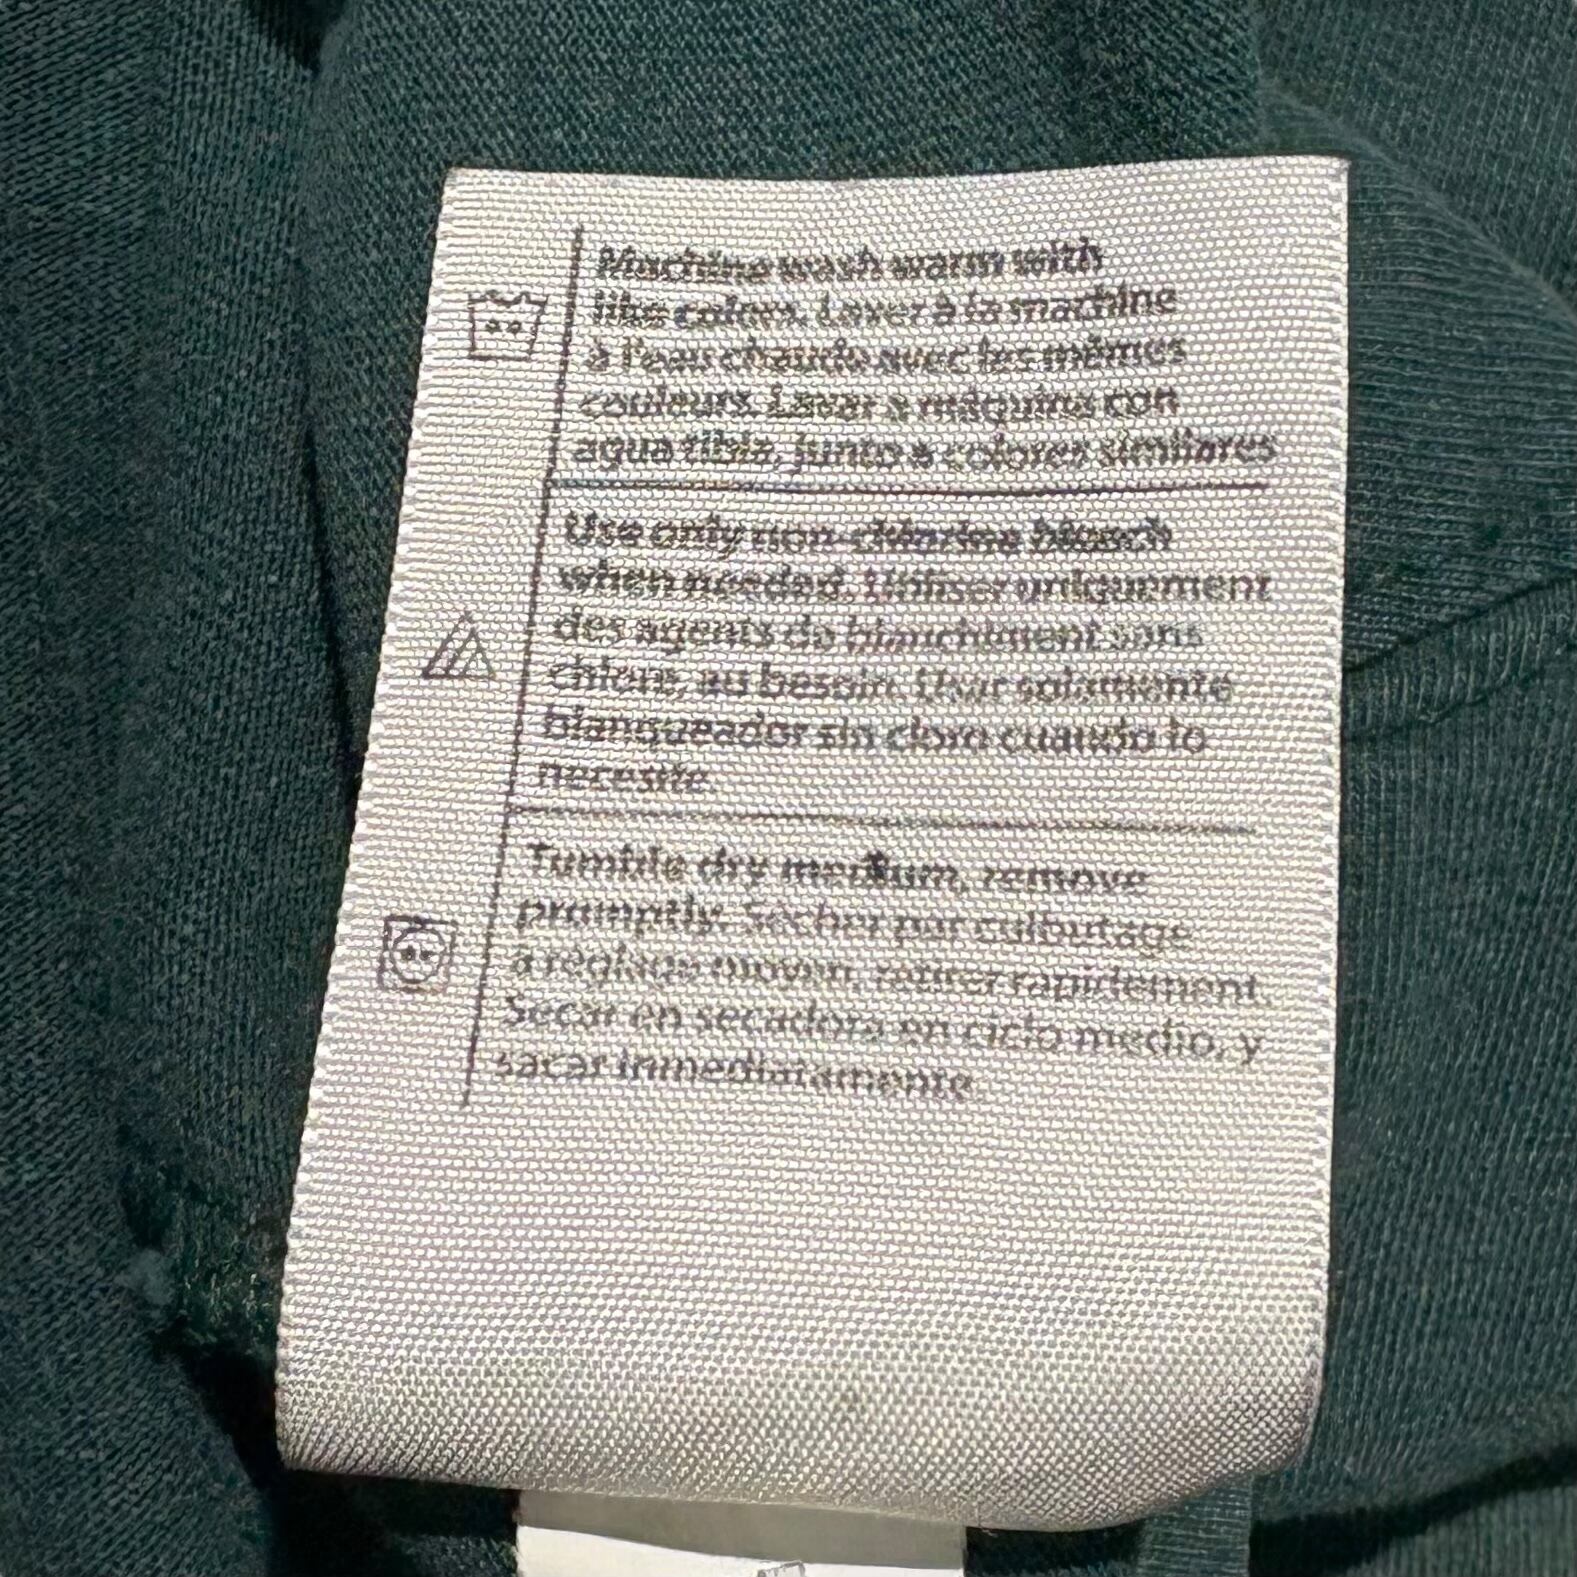 Machine wash warm with
like colors. Laver à la machine
à l'eau chaude avec les mêmes
couleurs. Lavar a máquina con
agua tibia, junto a colores similares
Use only non-chlorine bleach
when needed. Utiliser uniquement
des agents de blanchiment sans
chlore, au besoin. Usar solamente
blanqueador sin cloro cuando lo
necesite.
Tumble dry medium, remove
promptly. Sécher par culbutage
à réglage moyen, retirer rapidement.
Secar en secadora en ciclo medio, y
sacar inmediatamente.